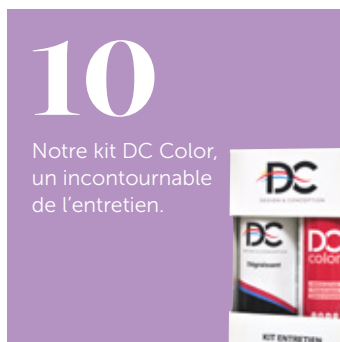 10
Notre kit DC Color,
un incontournable
de l’entretien.
DC
DESIGN & CONCEPTION
DC
Dégraissant
DC
color
KIT ENTRETIEN